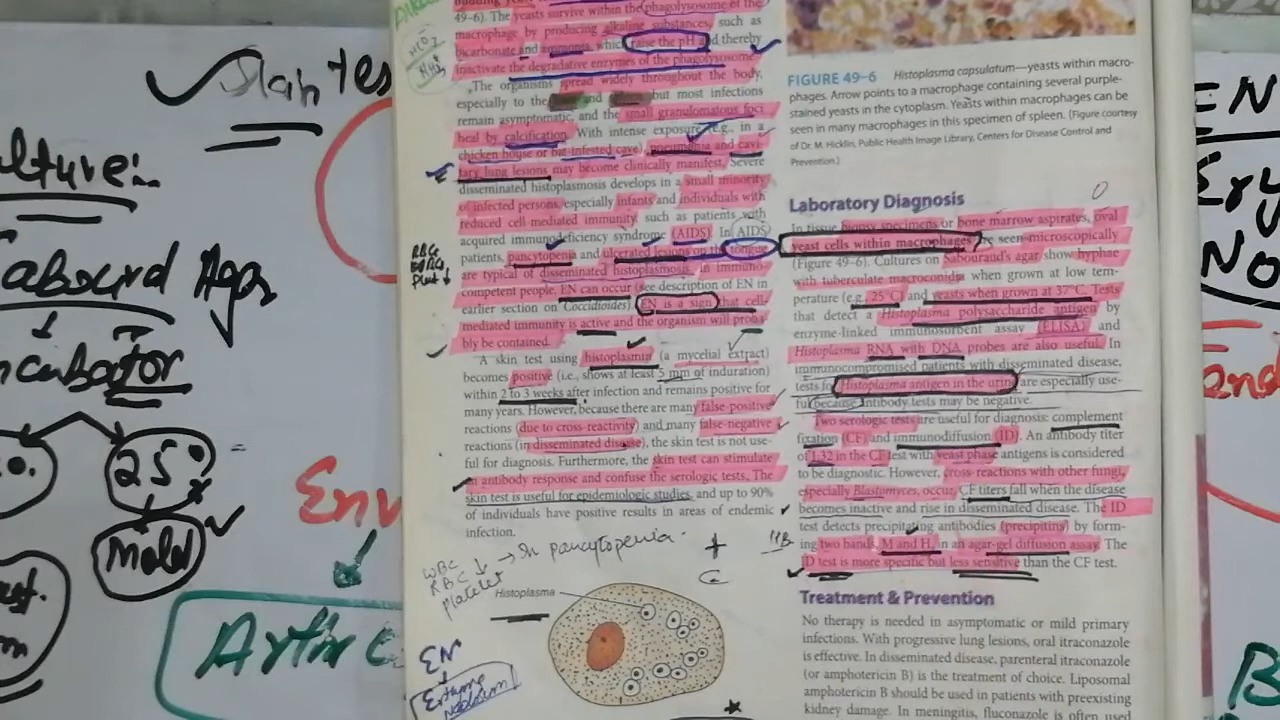 49–6). The yeasts survive within the phagolysosome of the
macrophage by producing alkaline substances, such as
bicarbonate and ammonia, which raise the pH and thereby
inactivate the degradative enzymes of the phagolysosome
The organisms spread widely throughout the body,
especially to the and but most infections
remain asymptomatic, and the small granulomatous foci
heal by calcification. With intense exposure (e.g., in a
chicken house or bat-infested cave), pneumonia and cavi-
tary lung lesions may become clinically manifest. Severe
disseminated histoplasmosis develops in a small minority
of infected persons, especially infants and individuals with
reduced cell-mediated immunity, such as patients with
acquired immunodeficiency syndrome (AIDS). In AIDS
patients, pancytopenia and ulcerated lesions on the tongue
are typical of disseminated histoplasmosis. In immuno-
competent people, EN can occur (see description of EN in
earlier section on Coccidioides). EN is a sign that cell-
mediated immunity is active and the organism will proba-
bly be contained.
A skin test using histoplasmin (a mycelial extract)
becomes positive (i.e., shows at least 5 mm of induration)
within 2 to 3 weeks after infection and remains positive for
many years. However, because there are many false-positive
reactions (due to cross-reactivity) and many false-negative
reactions (in disseminated disease), the skin test is not use-
ful for diagnosis. Furthermore, the skin test can stimulate
an antibody response and confuse the serologic tests. The
skin test is useful for epidemiologic studies, and up to 90%
of individuals have positive results in areas of endemic
infection.
WBC
RBC ↓ → In pancytopenia
platelet
Histoplasma
EN
FIGURE 49–6 Histoplasma capsulatum—yeasts within macro-
phages. Arrow points to a macrophage containing several purple-
stained yeasts in the cytoplasm. Yeasts within macrophages can be
seen in many macrophages in this specimen of spleen. (Figure courtesy
of Dr. M. Hicklin, Public Health Image Library, Centers for Disease Control and
Prevention.)
Laboratory Diagnosis
In tissue biopsy specimens or bone marrow aspirates, oval
yeast cells within macrophages are seen microscopically
(Figure 49–6). Cultures on Sabouraud's agar show hyphae
with tuberculate macroconidia when grown at low tem-
perature (e.g., 25°C) and yeasts when grown at 37°C. Tests
that detect a Histoplasma polysaccharide antigen by
enzyme-linked immunosorbent assay (ELISA) and
Histoplasma RNA with DNA probes are also useful. In
immunocompromised patients with disseminated disease,
tests for Histoplasma antigen in the urine are especially use-
ful because antibody tests may be negative.
Two serologic tests are useful for diagnosis: complement
fixation (CF) and immunodiffusion (ID). An antibody titer
of 1:32 in the CF test with yeast phase antigens is considered
to be diagnostic. However, cross-reactions with other fungi,
especially Blastomyces, occur. CF titers fall when the disease
becomes inactive and rise in disseminated disease. The ID
test detects precipitating antibodies (precipitins) by form-
ing two bands, M and H, in an agar-gel diffusion assay. The
ID test is more specific but less sensitive than the CF test.
Treatment & Prevention
No therapy is needed in asymptomatic or mild primary
infections. With progressive lung lesions, oral itraconazole
is effective. In disseminated disease, parenteral itraconazole
(or amphotericin B) is the treatment of choice. Liposomal
amphotericin B should be used in patients with preexisting
kidney damage. In meningitis, fluconazole is often used
Agar
25°
Mold
EN
No